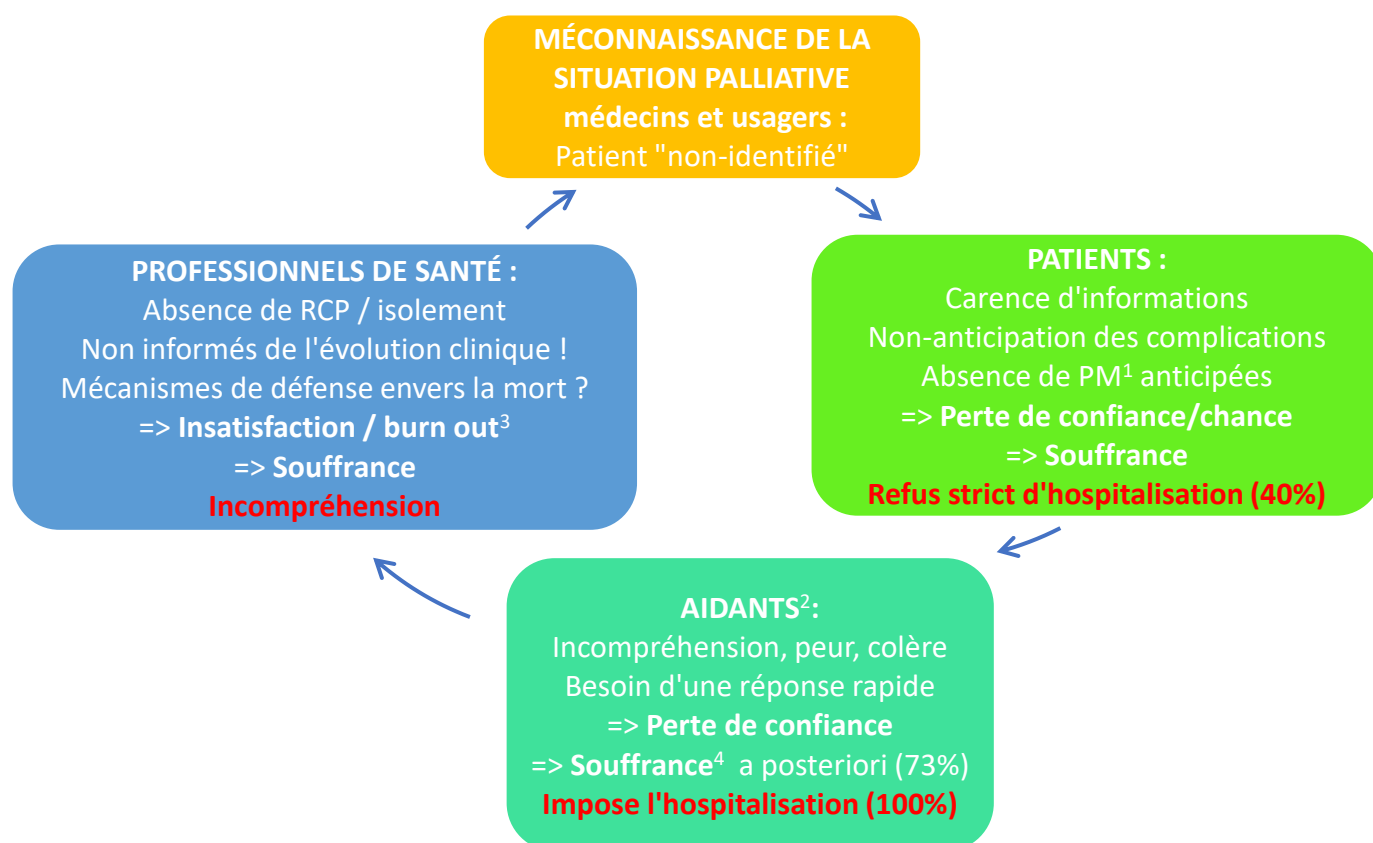 MÉCONNAISSANCE DE LA
SITUATION PALLIATIVE
médecins et usagers :
Patient "non-identifié"
PROFESSIONNELS DE SANTÉ :
Absence de RCP / isolement
Non informés de l'évolution clinique !
Mécanismes de défense envers la mort ?
=> Insatisfaction / burn out³
=> Souffrance
Incompréhension
PATIENTS :
Carence d'informations
Non-anticipation des complications
Absence de PM¹ anticipées
=> Perte de confiance/chance
=> Souffrance
Refus strict d'hospitalisation (40%)
AIDANTS²:
Incompréhension, peur, colère
Besoin d'une réponse rapide
=> Perte de confiance
=> Souffrance⁴ a posteriori (73%)
Impose l'hospitalisation (100%)